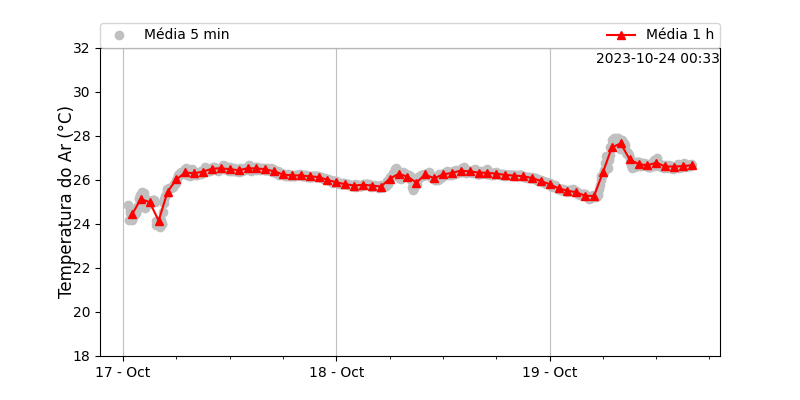 Média 5 min
Média 1 h
2023-10-24 00:33
Temperatura do Ar (°C)
32
30
28
26
24
22
20
18
17 - Oct
18 - Oct
19 - Oct